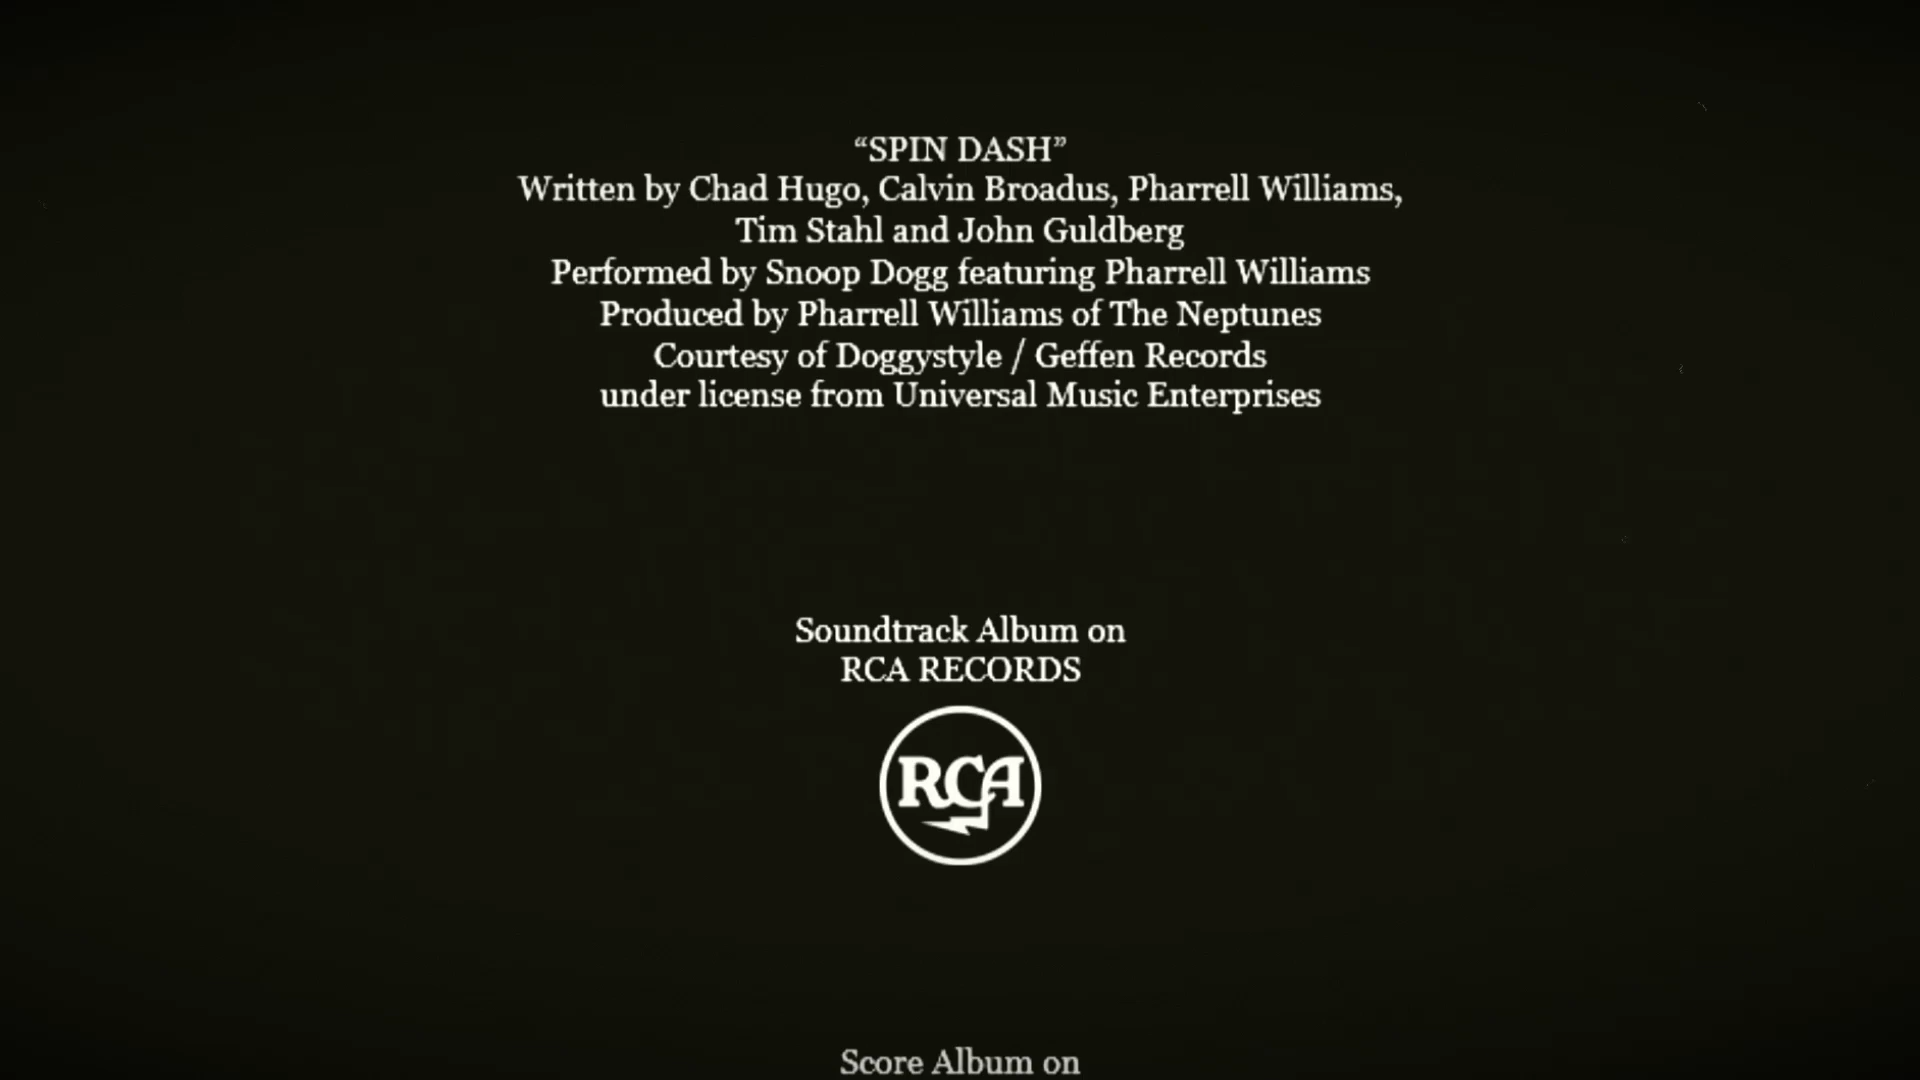 “SPIN DASH”
Written by Chad Hugo, Calvin Broadus, Pharrell Williams,
Tim Stahl and John Guldberg
Performed by Snoop Dogg featuring Pharrell Williams
Produced by Pharrell Williams of The Neptunes
Courtesy of Doggystyle / Geffen Records
under license from Universal Music Enterprises
Soundtrack Album on
RCA RECORDS
RCA
Score Album on